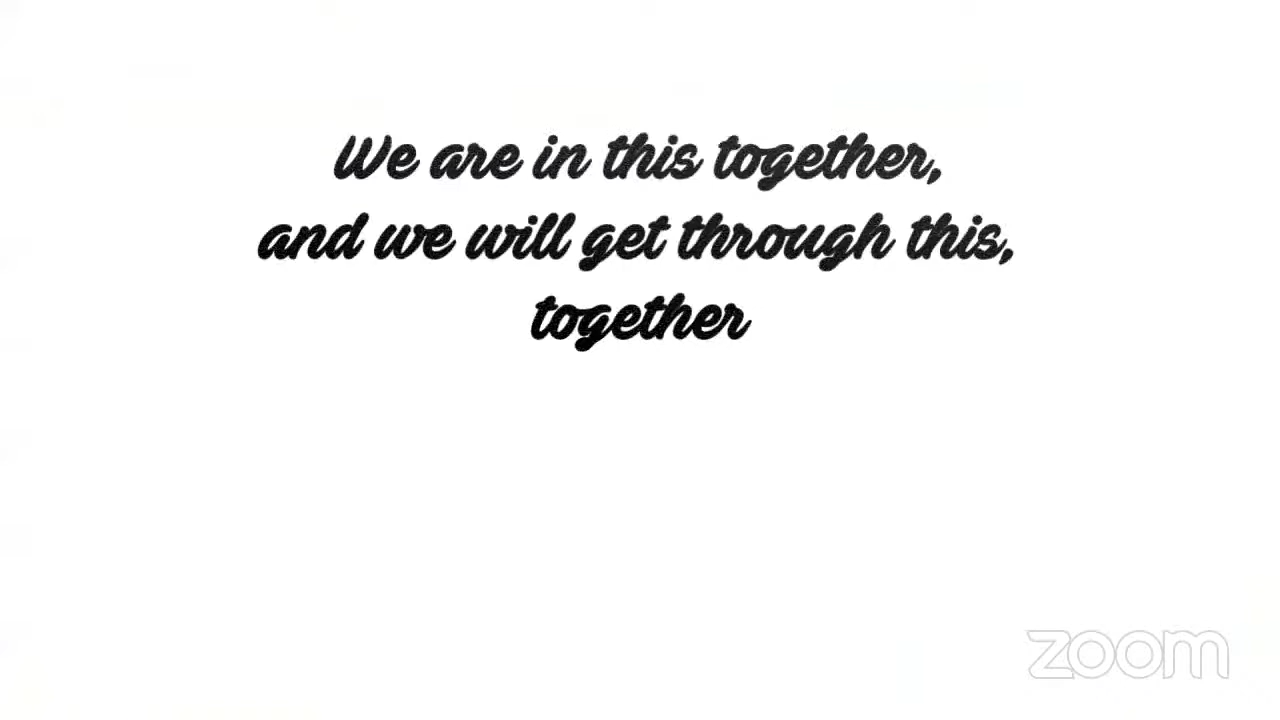 We are in this together,
and we will get through this,
together
zoom